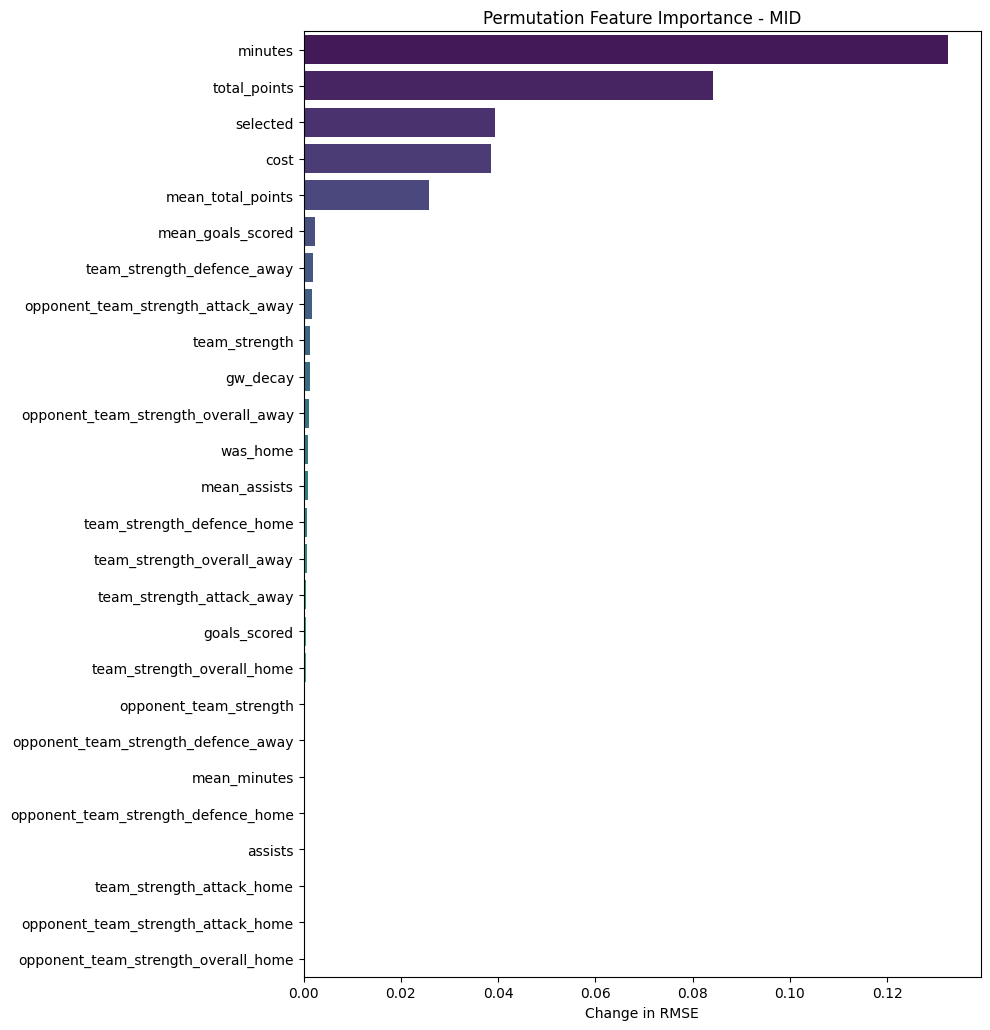 Permutation Feature Importance - MID
minutes
total_points
selected
cost
mean_total_points
mean_goals_scored
team_strength_defence_away
opponent_team_strength_attack_away
team_strength
gw_decay
opponent_team_strength_overall_away
was_home
mean_assists
team_strength_defence_home
team_strength_overall_away
team_strength_attack_away
goals_scored
team_strength_overall_home
opponent_team_strength
opponent_team_strength_defence_away
mean_minutes
opponent_team_strength_defence_home
assists
team_strength_attack_home
opponent_team_strength_attack_home
opponent_team_strength_overall_home
0.00 0.02 0.04 0.06 0.08 0.10 0.12
Change in RMSE